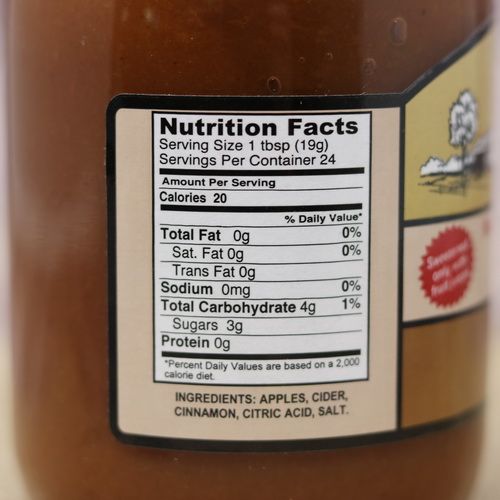 Nutrition Facts
Serving Size 1 tbsp (19g)
Servings Per Container 24
Amount Per Serving
Calories 20
% Daily Value*
Total Fat 0g 0%
Sat. Fat 0g 0%
Trans Fat 0g
Sodium 0mg 0%
Total Carbohydrate 4g 1%
Sugars 3g
Protein 0g
*Percent Daily Values are based on a 2,000
calorie diet.
INGREDIENTS: APPLES, CIDER,
CINNAMON, CITRIC ACID, SALT.
only with
fruit